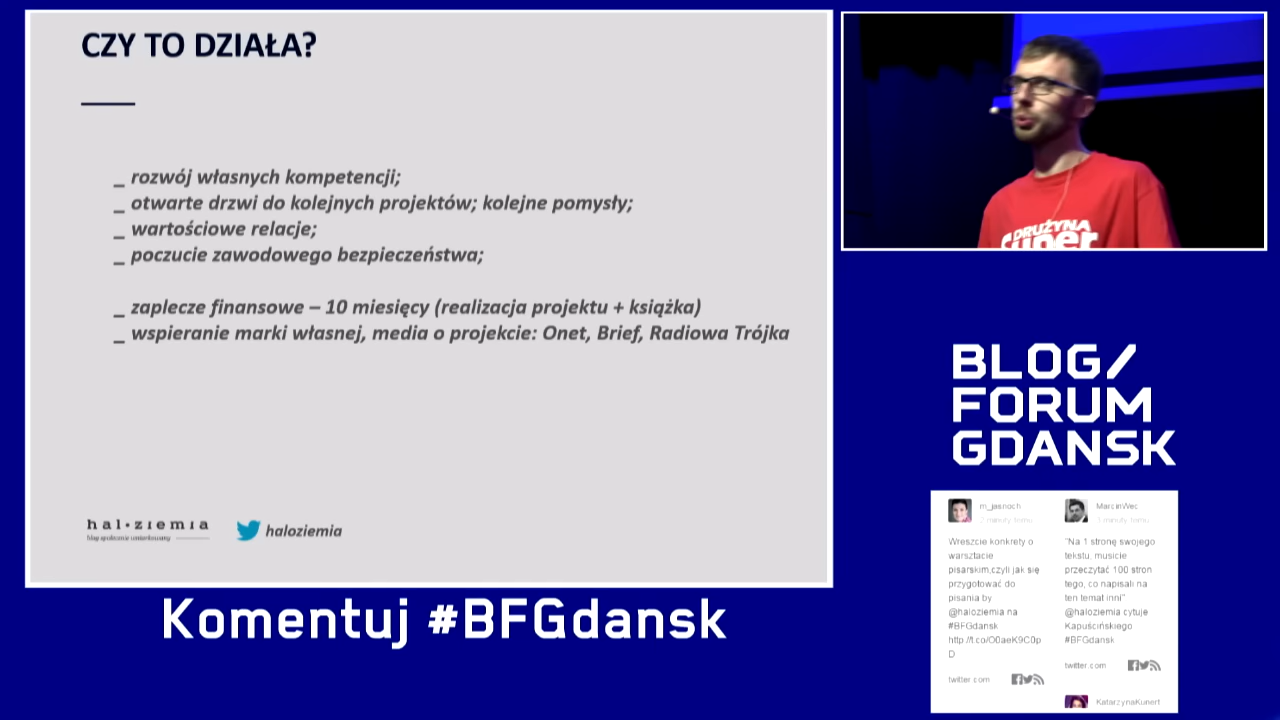 CZY TO DZIAŁA?
_ rozwój własnych kompetencji;
_ otwarte drzwi do kolejnych projektów; kolejne pomysły;
_ wartościowe relacje;
_ poczucie zawodowego bezpieczeństwa;
_ zaplecze finansowe – 10 miesięcy (realizacja projektu + książka)
_ wspieranie marki własnej, media o projekcie: Onet, Brief, Radiowa Trójka
hal•ziemia
blog społecznie zorientowany
haloziemia
Komentuj #BFGdansk
DRUŻYNA
super
BLOG/
FORUM
GDANSK
m_jasnoch
2 minuty temu
Wreszcie konkrety o
warsztacie
pisarskim,czyli jak się
przygotować do
pisania by
@haloziemia na
#BFGdansk
http://t.co/O0aeK9C0p
D
twitter.com
MarcinWec
minuty temu
"Na 1 stronę swojego
tekstu, musicie
przeczytać 100 stron
tego, co napisali na
ten temat inni"
@haloziemia cytuje
Kapuścińskiego
#BFGdansk
twitter.com
KatarzynaKunert